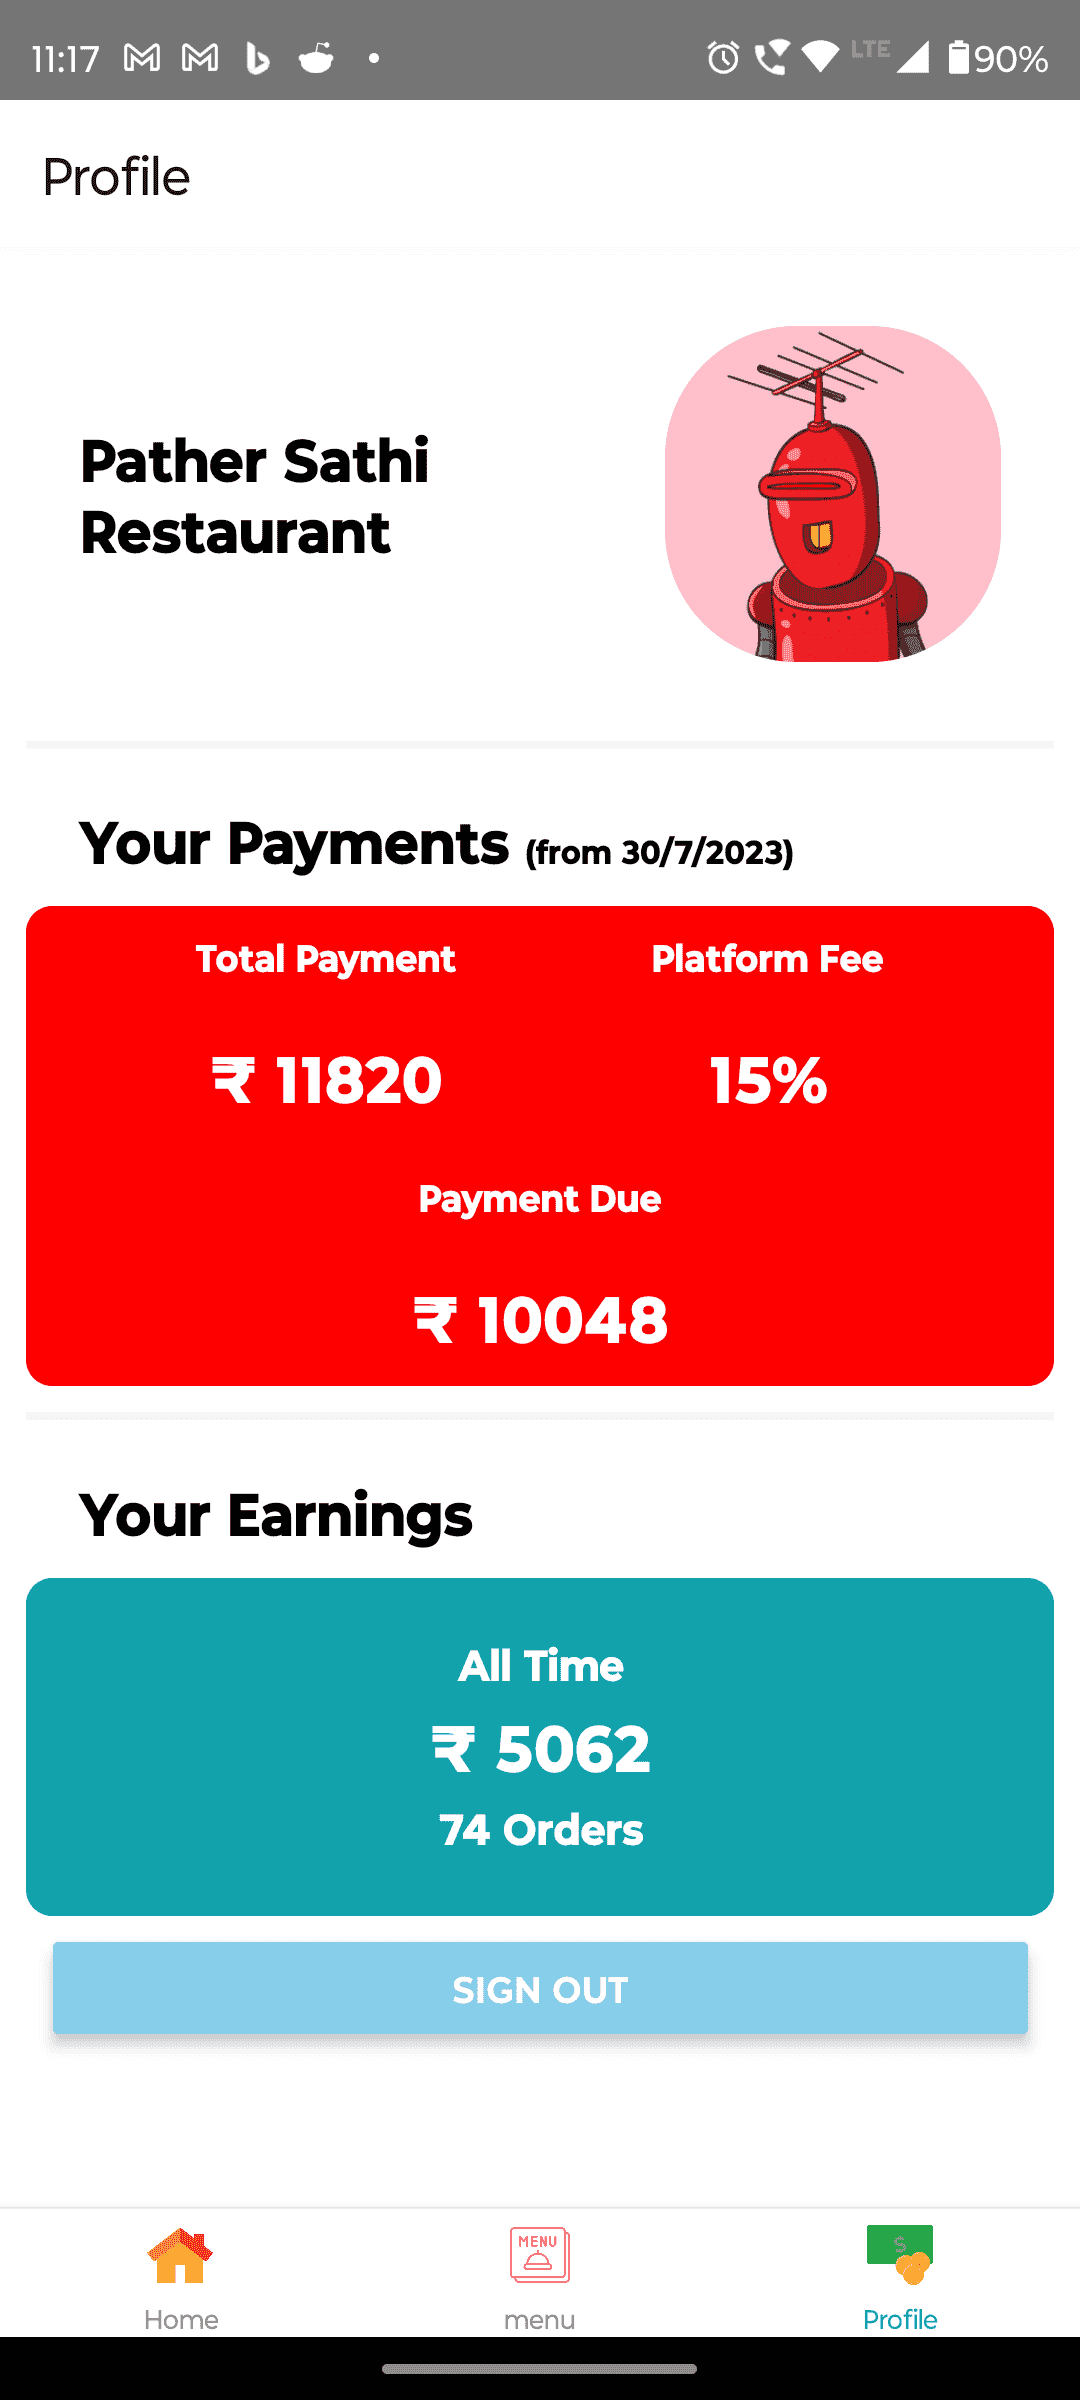 11:17 LTE 90%
Profile
Pather Sathi
Restaurant
Your Payments (from 30/7/2023)
Total Payment Platform Fee
₹ 11820 15%
Payment Due
₹ 10048
Your Earnings
All Time
₹ 5062
74 Orders
SIGN OUT
MENU $
Home menu Profile